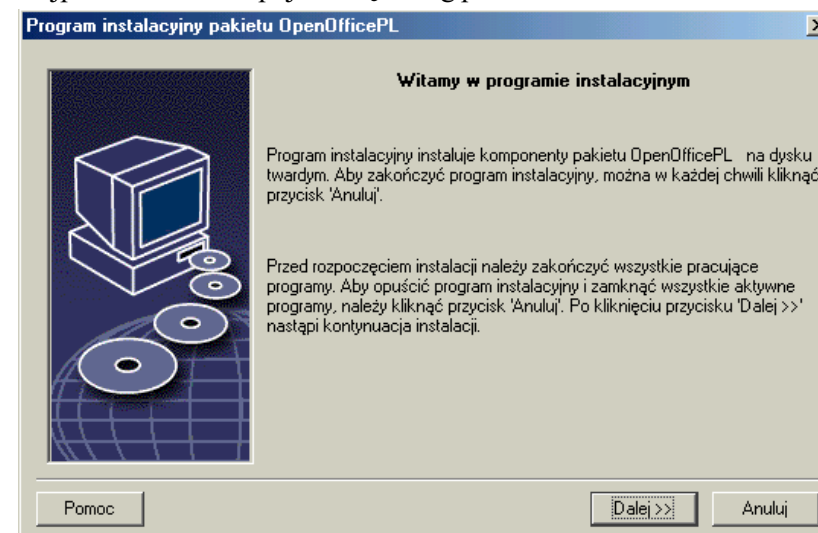 Program instalacyjny pakietu OpenOfficePL
Witamy w programie instalacyjnym
Program instalacyjny instaluje komponenty pakietu OpenOfficePL na dysku
twardym. Aby zakończyć program instalacyjny, można w każdej chwili kliknąć
przycisk 'Anuluj'.
Przed rozpoczęciem instalacji należy zakończyć wszystkie pracujące
programy. Aby opuścić program instalacyjny i zamknąć wszystkie aktywne
programy, należy kliknąć przycisk 'Anuluj'. Po kliknięciu przycisku 'Dalej >>'
nastąpi kontynuacja instalacji.
Pomoc
Dalej >>
Anuluj